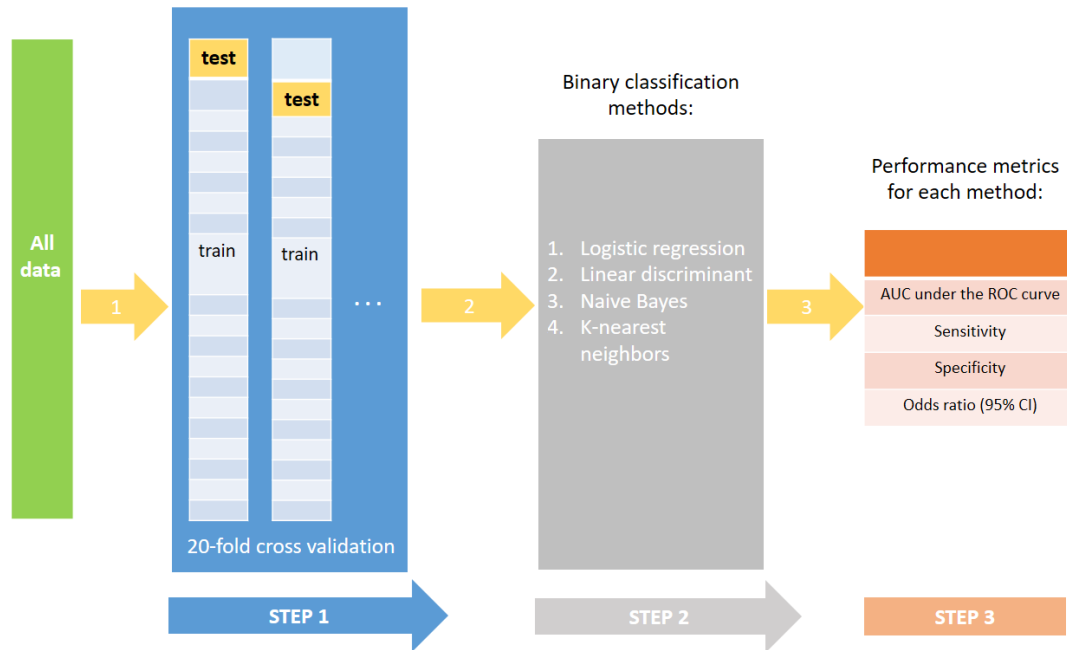 All
data
1
test
train
test
train
...
20-fold cross validation
2
Binary classification
methods:
1. Logistic regression
2. Linear discriminant
3. Naive Bayes
4. K-nearest
neighbors
3
Performance metrics
for each method:
AUC under the ROC curve
Sensitivity
Specificity
Odds ratio (95% CI)
STEP 1
STEP 2
STEP 3